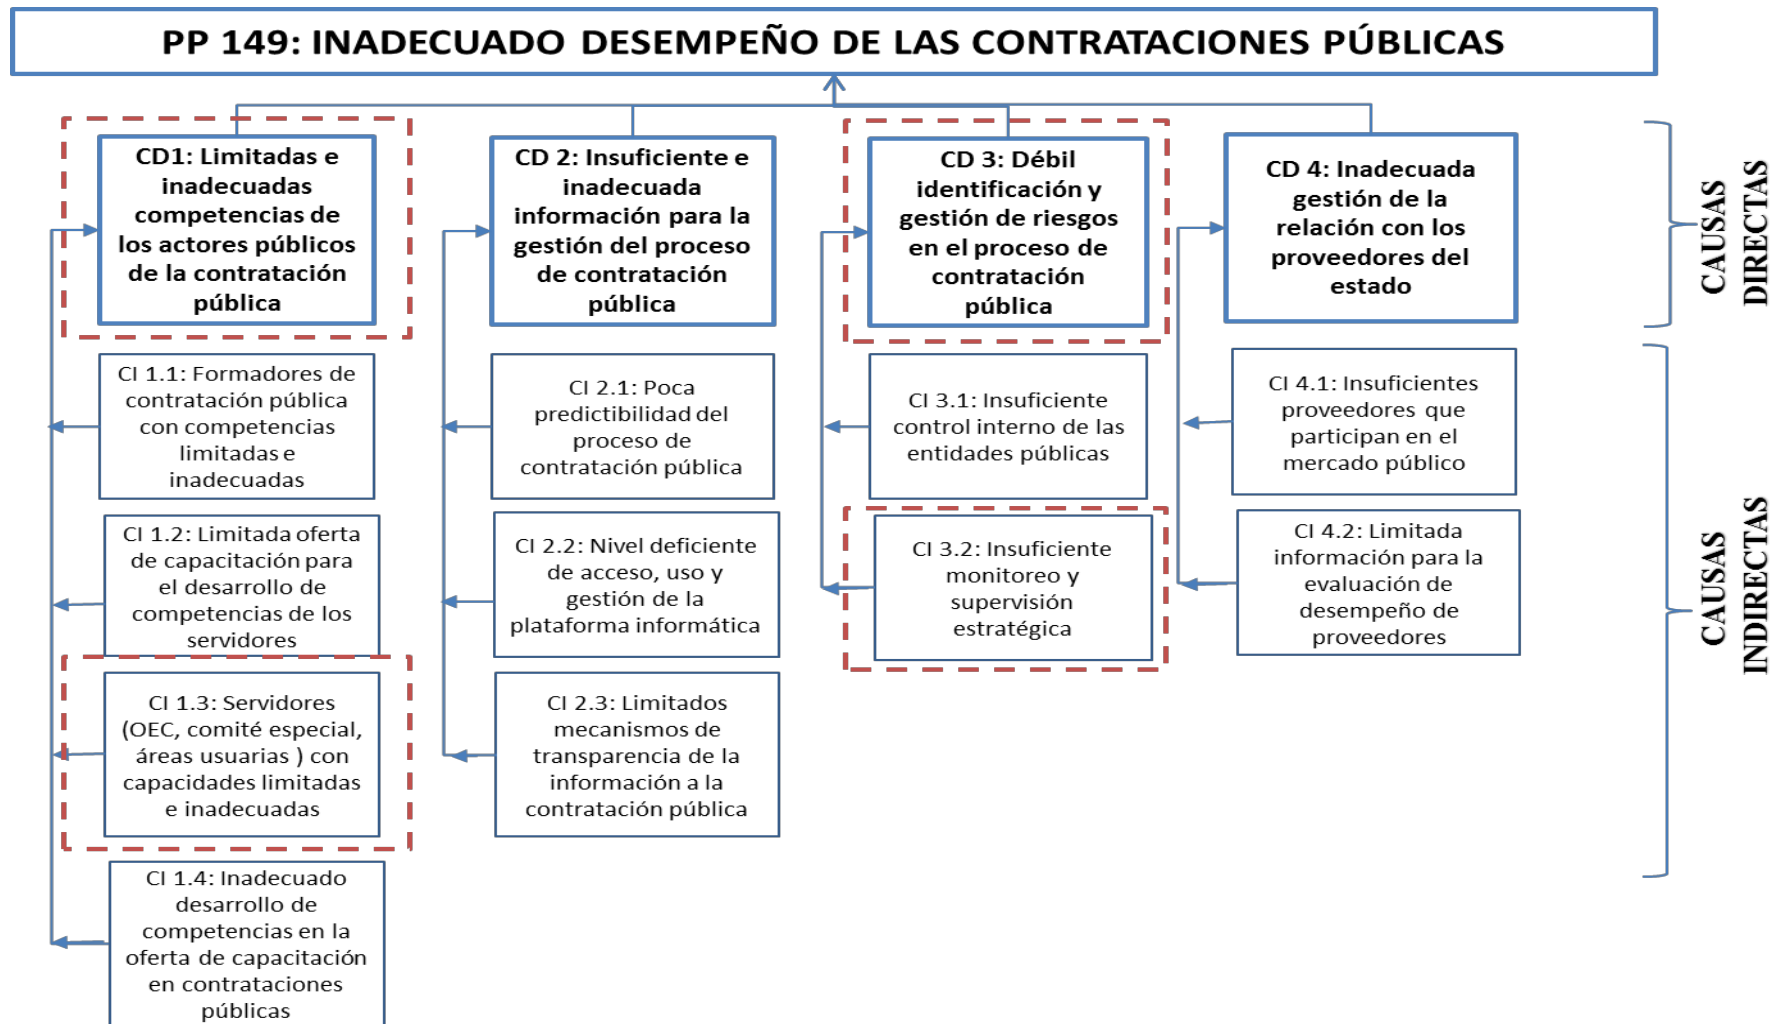 PP 149: INADECUADO DESEMPEÑO DE LAS CONTRATACIONES PÚBLICAS
CD1: Limitadas e
inadecuadas
competencias de
los actores públicos
de la contratación
pública
CD 2: Insuficiente e
inadecuada
información para la
gestión del proceso
de contratación
pública
CD 3: Débil
identificación y
gestión de riesgos
en el proceso de
contratación
pública
CD 4: Inadecuada
gestión de la
relación con los
proveedores del
estado
CAUSAS
DIRECTAS
CI 1.1: Formadores de
contratación pública
con competencias
limitadas e
inadecuadas
CI 1.2: Limitada oferta
de capacitación para
el desarrollo de
competencias de los
servidores
CI 1.3: Servidores
(OEC, comité especial,
áreas usuarias ) con
capacidades limitadas
e inadecuadas
CI 1.4: Inadecuado
desarrollo de
competencias en la
oferta de capacitación
en contrataciones
públicas
CI 2.1: Poca
predictibilidad del
proceso de
contratación pública
CI 2.2: Nivel deficiente
de acceso, uso y
gestión de la
plataforma informática
CI 2.3: Limitados
mecanismos de
transparencia de la
información a la
contratación pública
CI 3.1: Insuficiente
control interno de las
entidades públicas
CI 3.2: Insuficiente
monitoreo y
supervisión
estratégica
CI 4.1: Insuficientes
proveedores que
participan en el
mercado público
CI 4.2: Limitada
información para la
evaluación de
desempeño de
proveedores
CAUSAS
INDIRECTAS